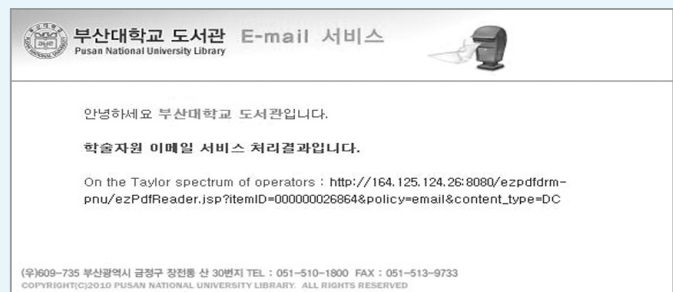 부산대학교 도서관 E-mail 서비스
Pusan National University Library
안녕하세요 부산대학교 도서관입니다.
학술자원 이메일 서비스 처리결과입니다.
On the Taylor spectrum of operators : http://164.125.124.26:8080/ezpdfdrm-
pnu/ezPdfReader.jsp?itemID=000000026864&policy=email&content_type=DC
(우)609-735 부산광역시 금정구 장전동 산 30번지 TEL : 051-510-1800 FAX : 051-513-9733
COPYRIGHT(C)2010 PUSAN NATIONAL UNIVERSITY LIBRARY. ALL RIGHTS RESERVED